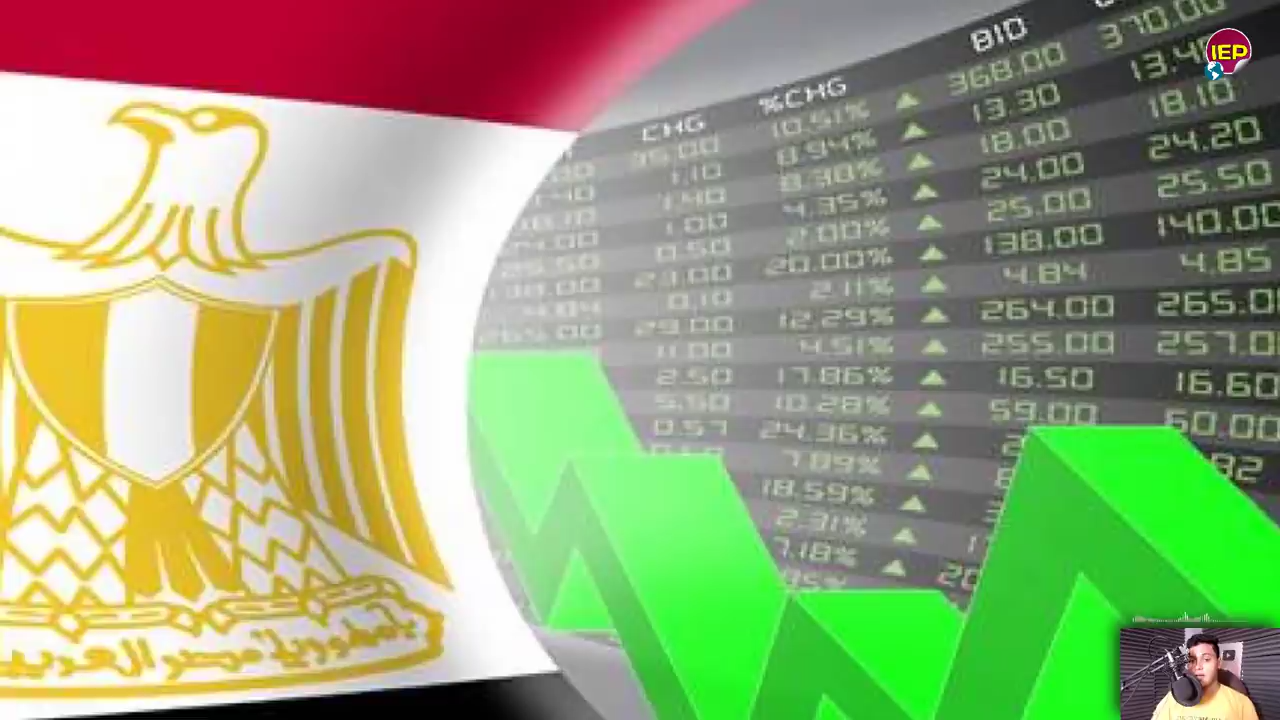 IEP
BID
%CHG
CHG
35.00 10.51% 368.00 370.00
1.10 8.94% 13.30
1.40 8.30% 18.00 18.10
1.00 4.35% 24.00 24.20
0.50 2.00% 25.00 25.50
23.00 20.00% 138.00 140.00
0.10 2.11% 4.84 4.85
29.00 12.29% 264.00
11.00 4.51% 255.00
2.50 17.86% 16.50 16.60
5.50 10.28% 59.00 60.00
0.57 24.36%
7.89%
18.59%
2.31%
7.18%
جمهورية مصر العربية